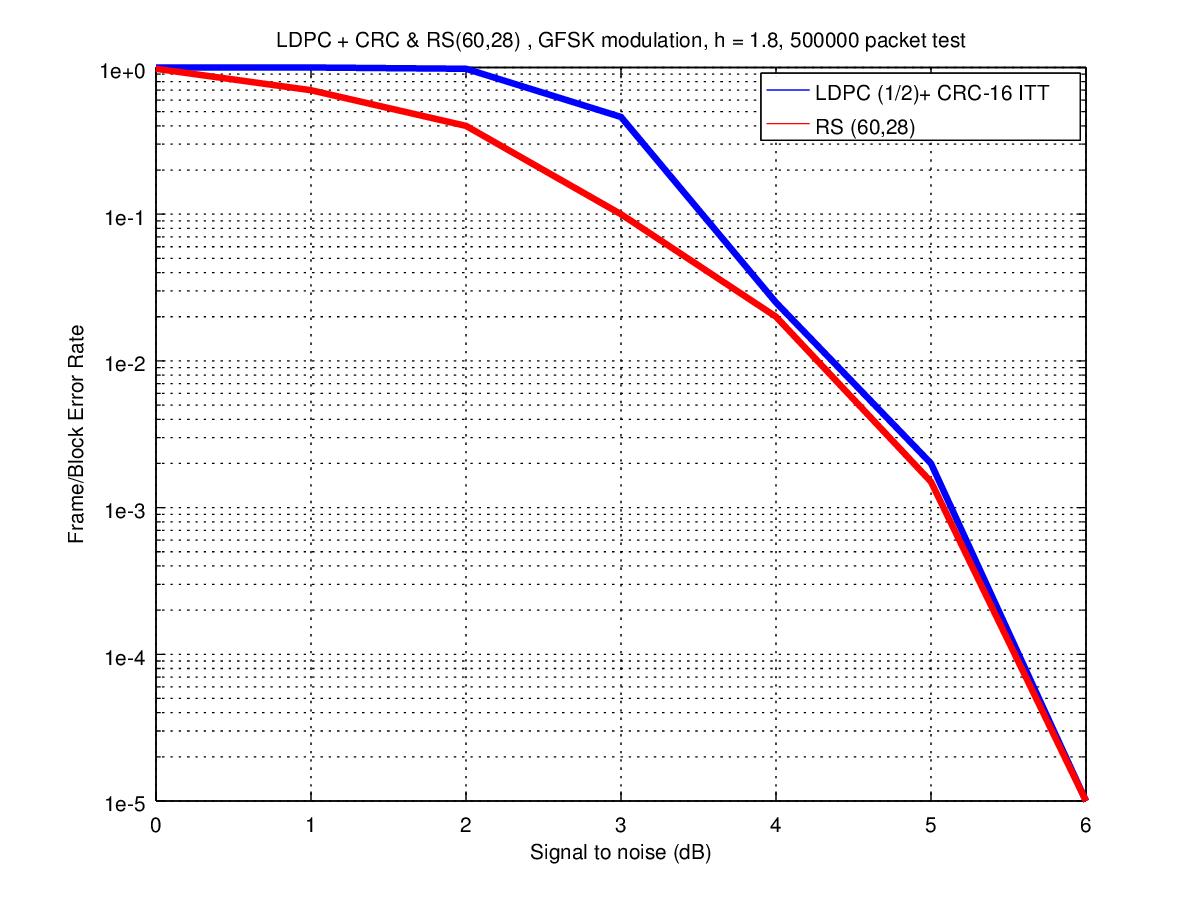 LDPC + CRC & RS(60,28) , GFSK modulation, h = 1.8, 500000 packet test
LDPC (1/2)+ CRC-16 ITT
RS (60,28)
Frame/Block Error Rate
1e+0
1e-1
1e-2
1e-3
1e-4
1e-5
0 1 2 3 4 5 6
Signal to noise (dB)